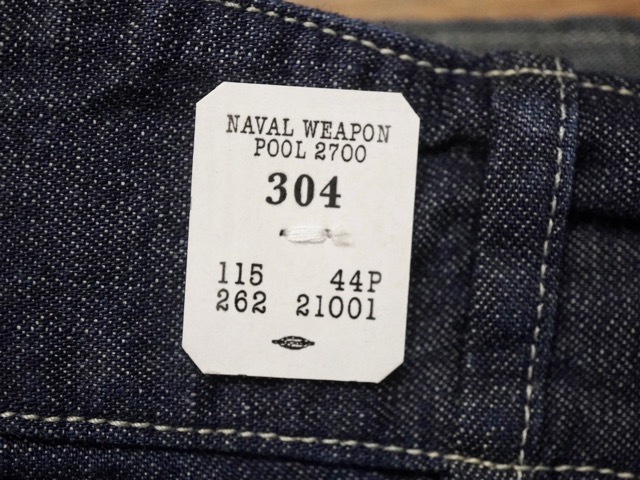 NAVAL WEAPON
POOL 2700
304
115 44P
262 21001